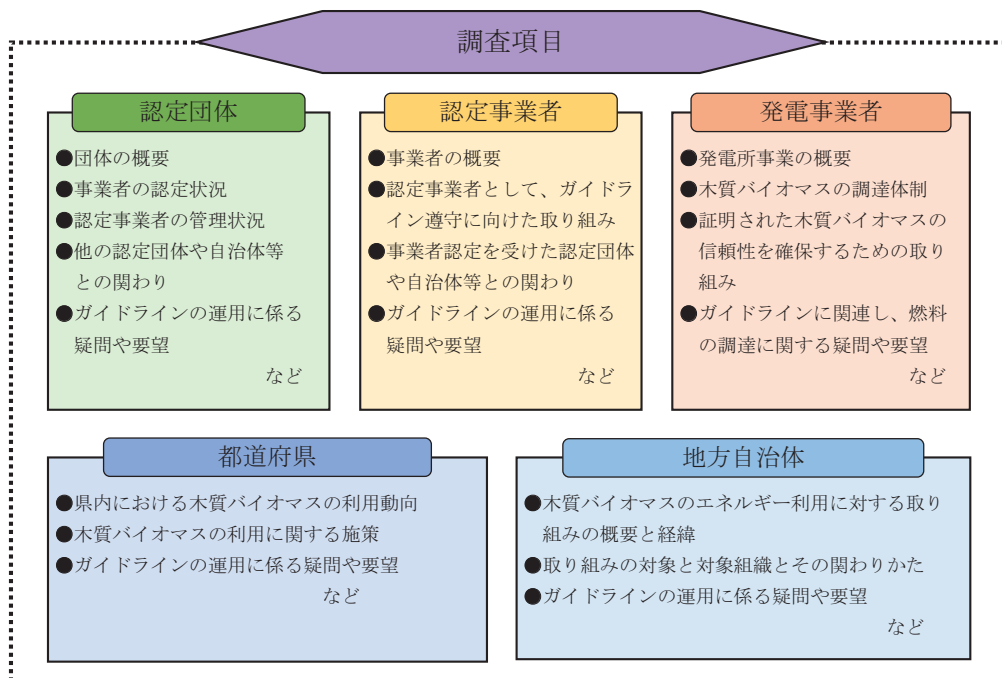 調査項目
認定団体
●団体の概要
●事業者の認定状況
●認定事業者の管理状況
●他の認定団体や自治体等
との関わり
●ガイドラインの運用に係る
疑問や要望
など
認定事業者
●事業者の概要
●認定事業者として、ガイドラ
イン遵守に向けた取り組み
●事業者認定を受けた認定団体
や自治体等との関わり
●ガイドラインの運用に係る
疑問や要望
など
発電事業者
●発電所事業の概要
●木質バイオマスの調達体制
●証明された木質バイオマスの
信頼性を確保するための取り
組み
●ガイドラインに関連し、燃料
の調達に関する疑問や要望
など
都道府県
●県内における木質バイオマスの利用動向
●木質バイオマスの利用に関する施策
●ガイドラインの運用に係る疑問や要望
など
地方自治体
●木質バイオマスのエネルギー利用に対する取り
組みの概要と経緯
●取り組みの対象と対象組織とその関わりかた
●ガイドラインの運用に係る疑問や要望
など